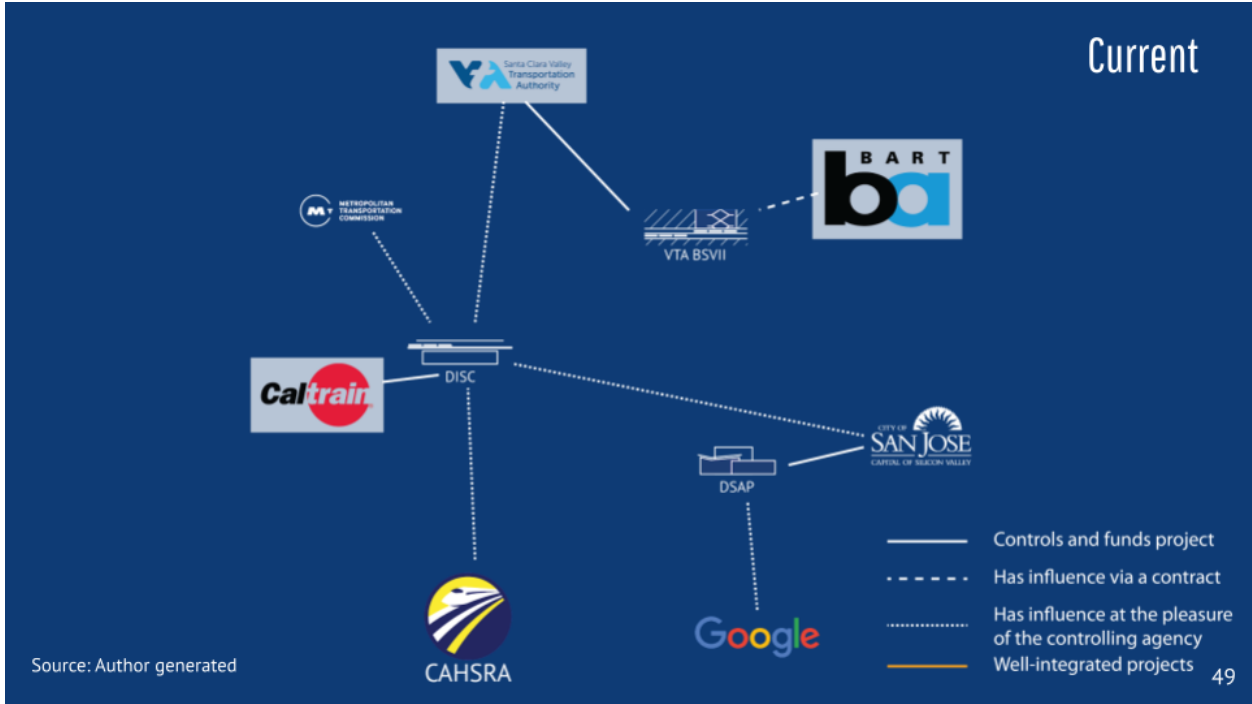 Current
Santa Clara Valley
Transportation
Authority
BART
ba
METROPOLITAN
TRANSPORTATION
COMMISSION
MT
VTA BSVII
Caltrain
DISC
CITY OF
SAN JOSE
CAPITAL OF SILICON VALLEY
DSAP
Controls and funds project
Has influence via a contract
Has influence at the pleasure
of the controlling agency
Well-integrated projects
Google
CAHSRA
Source: Author generated
49